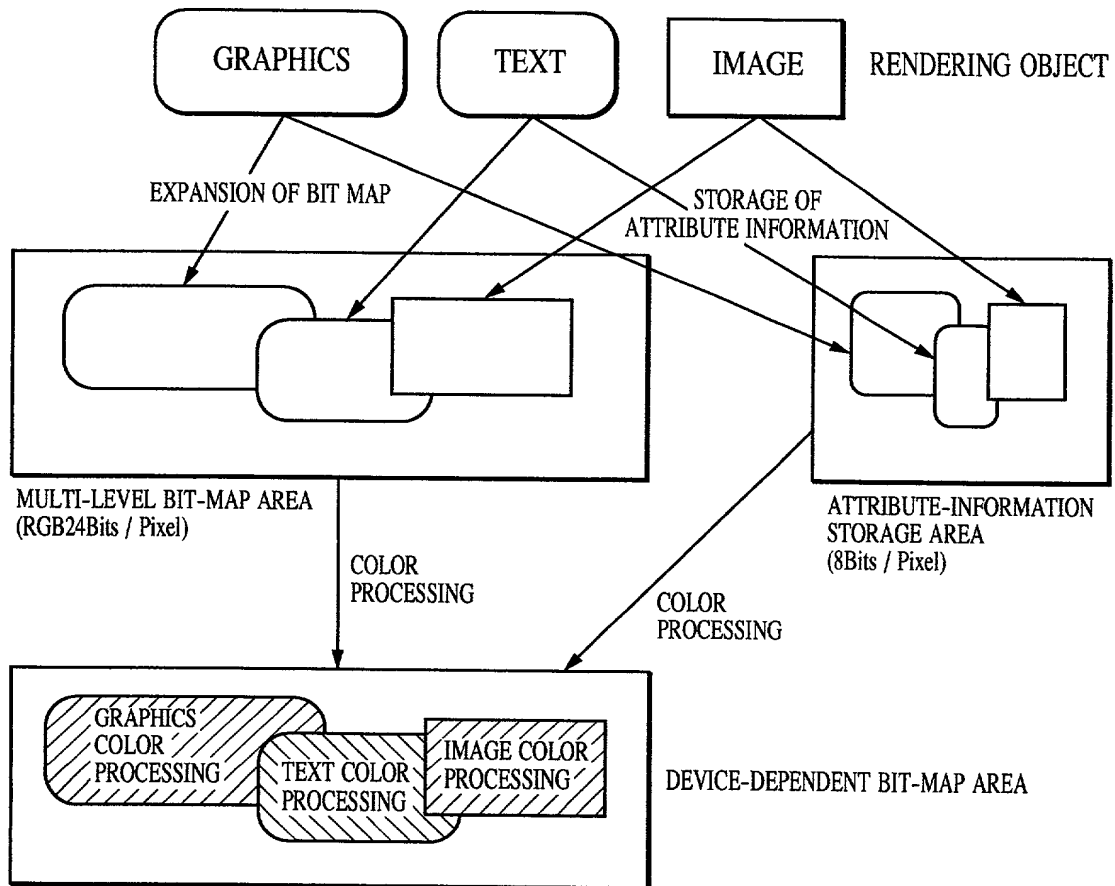 GRAPHICS
TEXT
IMAGE
RENDERING OBJECT
EXPANSION OF BIT MAP
STORAGE OF
ATTRIBUTE INFORMATION
MULTI-LEVEL BIT-MAP AREA
(RGB24Bits / Pixel)
ATTRIBUTE-INFORMATION
STORAGE AREA
(8Bits / Pixel)
COLOR
PROCESSING
COLOR
PROCESSING
GRAPHICS
COLOR
PROCESSING
TEXT COLOR
PROCESSING
IMAGE COLOR
PROCESSING
DEVICE-DEPENDENT BIT-MAP AREA